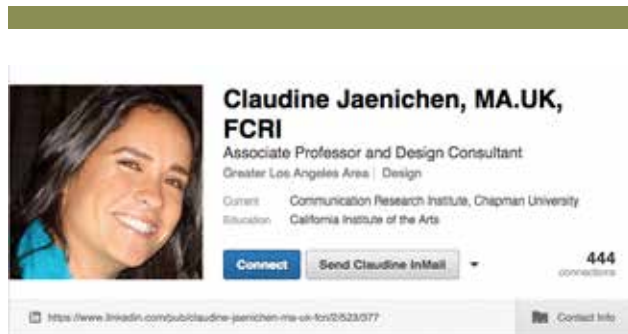 Claudine Jaenichen, MA.UK,
FCRI
Associate Professor and Design Consultant
Greater Los Angeles Area | Design
Current Communication Research Institute, Chapman University
Education California Institute of the Arts
Connect Send Claudine InMail 444
connections
https://www.linkedin.com/pub/claudine-jaenichen-ma-uk-fcri/2/523/377 Contact Info